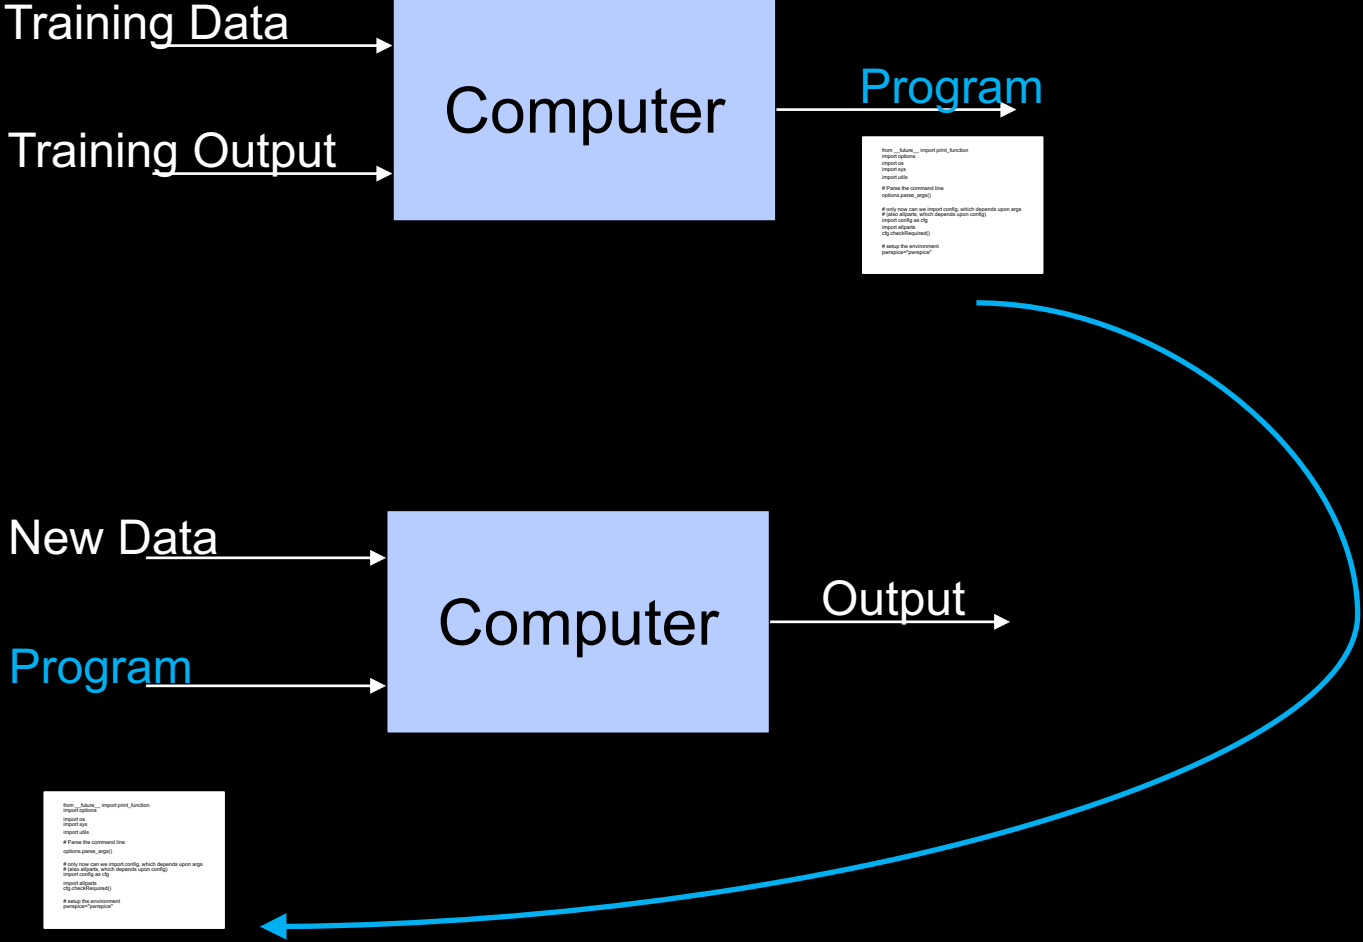 Training Data
Computer
Program
Training Output
from __future__ import print_function
import options
import os
import sys
import utils
# Parse the command line
options.parse_args()
# only now can we import config, which depends upon args
# (also allparts, which depends upon config)
import config as cfg
import allparts
cfg.checkRequired()
# setup the environment
pwrspice="pwrspice"
New Data
Computer
Output
Program
from __future__ import print_function
import options
import os
import sys
import utils
# Parse the command line
options.parse_args()
# only now can we import config, which depends upon args
# (also allparts, which depends upon config)
import config as cfg
import allparts
cfg.checkRequired()
# setup the environment
pwrspice="pwrspice"